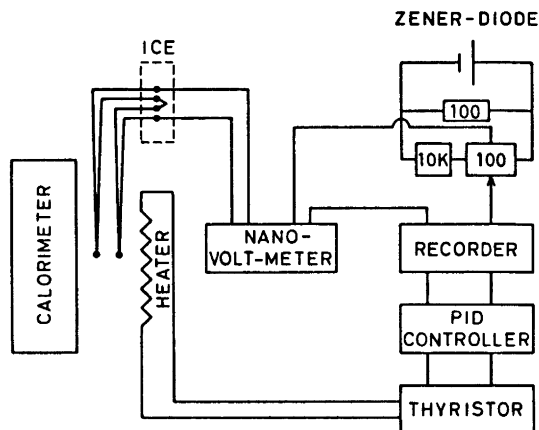 ZENER-DIODE
ICE
100
10K
100
CALORIMETER
HEATER
NANO-
VOLT-METER
RECORDER
PID
CONTROLLER
THYRISTOR